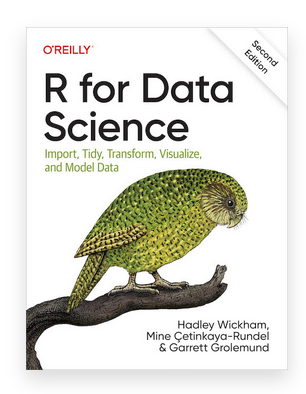 O'REILLY®
Second
Edition
R for Data
Science
Import, Tidy, Transform, Visualize,
and Model Data
Hadley Wickham,
Mine Çetinkaya-Rundel
& Garrett Grolemund